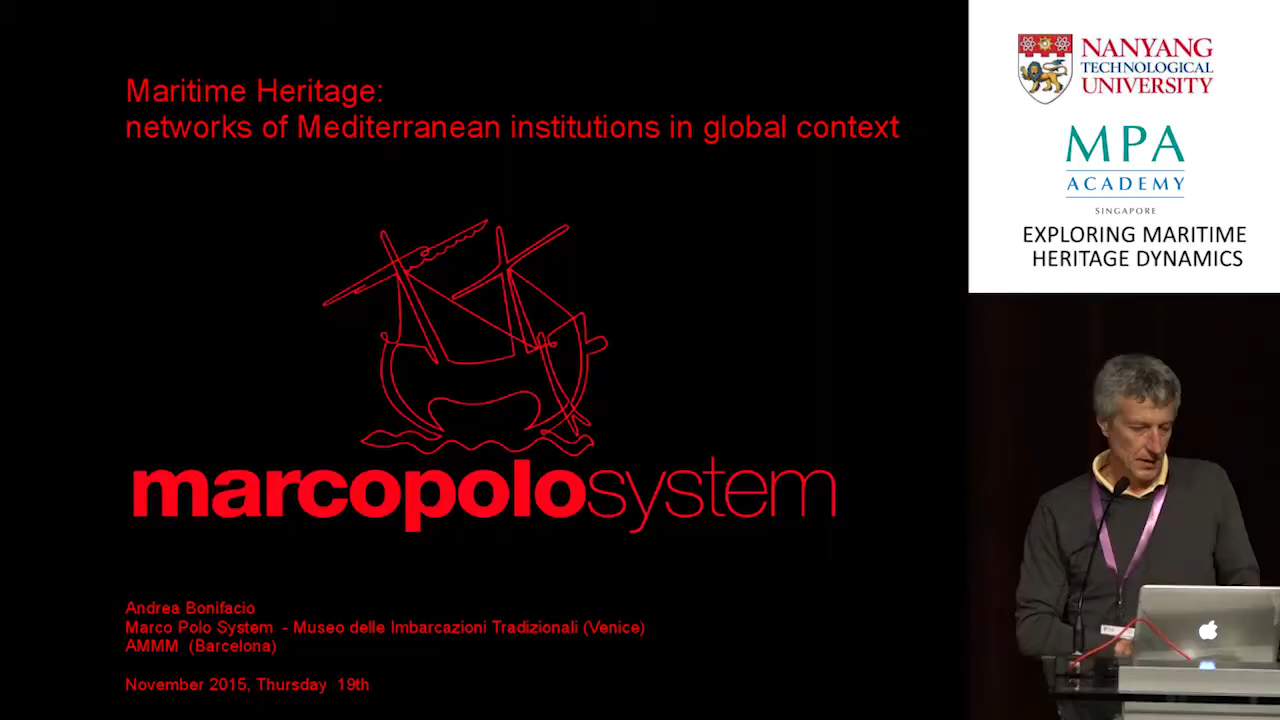 Maritime Heritage:
networks of Mediterranean institutions in global context
marcopolosystem
Andrea Bonifacio
Marco Polo System - Museo delle Imbarcazioni Tradizionali (Venice)
AMMM (Barcelona)
November 2015, Thursday 19th
NANYANG
TECHNOLOGICAL
UNIVERSITY
MPA
ACADEMY
SINGAPORE
EXPLORING MARITIME
HERITAGE DYNAMICS